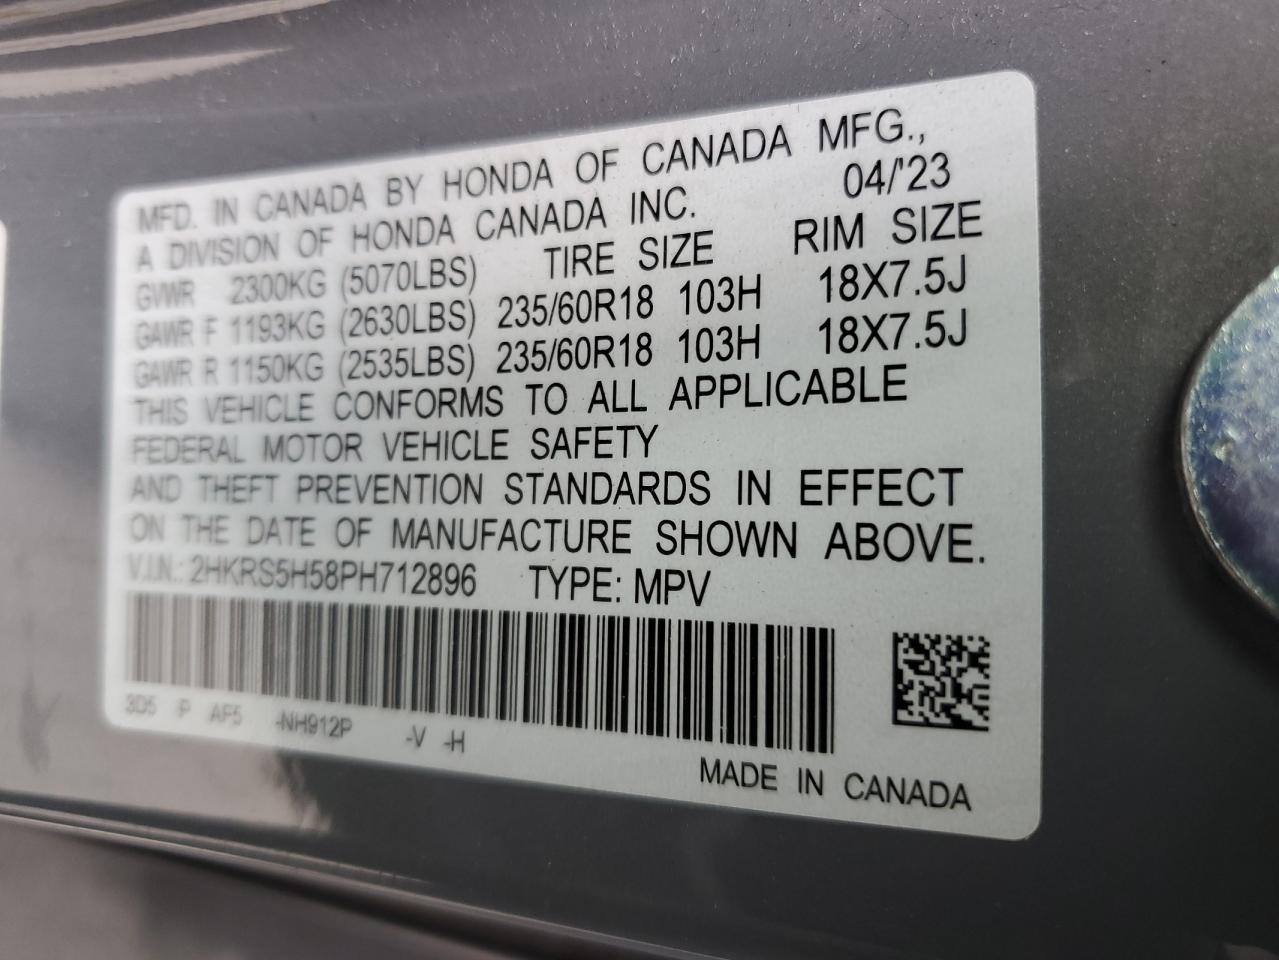 MFD. IN CANADA BY HONDA OF CANADA MFG.,
A DIVISION OF HONDA CANADA INC. 04/'23
GVWR 2300KG (5070LBS) TIRE SIZE RIM SIZE
GAWR F 1193KG (2630LBS) 235/60R18 103H 18X7.5J
GAWR R 1150KG (2535LBS) 235/60R18 103H 18X7.5J
THIS VEHICLE CONFORMS TO ALL APPLICABLE
FEDERAL MOTOR VEHICLE SAFETY
AND THEFT PREVENTION STANDARDS IN EFFECT
ON THE DATE OF MANUFACTURE SHOWN ABOVE.
V.I.N.: 2HKRS5H58PH712896 TYPE: MPV
3D5 P AF5 -NH912P -V -H
MADE IN CANADA